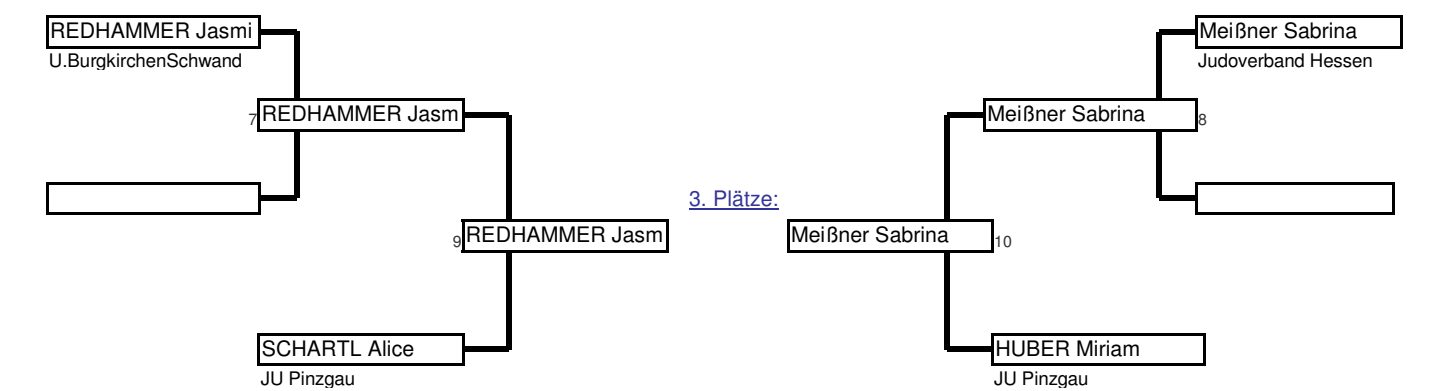 REDHAMMER Jasmi
U.BurgkirchenSchwand
Meißner Sabrina
Judoverband Hessen
7
REDHAMMER Jasm
Meißner Sabrina
8
3. Plätze:
9
REDHAMMER Jasm
Meißner Sabrina
10
SCHARTL Alice
JU Pinzgau
HUBER Miriam
JU Pinzgau